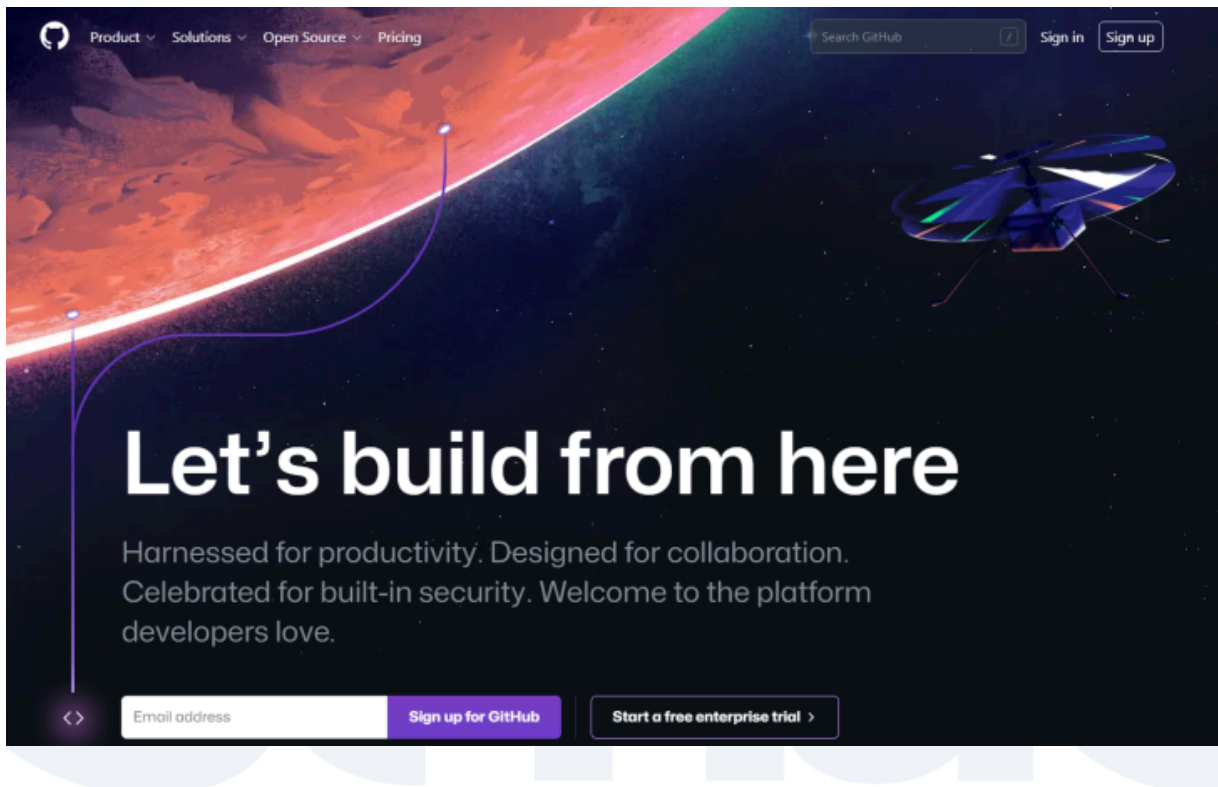 Product
Solutions
Open Source
Pricing
Search GitHub
/
Sign in
Sign up
Let’s build from here
Harnessed for productivity. Designed for collaboration.
Celebrated for built-in security. Welcome to the platform
developers love.
<>
Email address
Sign up for GitHub
Start a free enterprise trial >